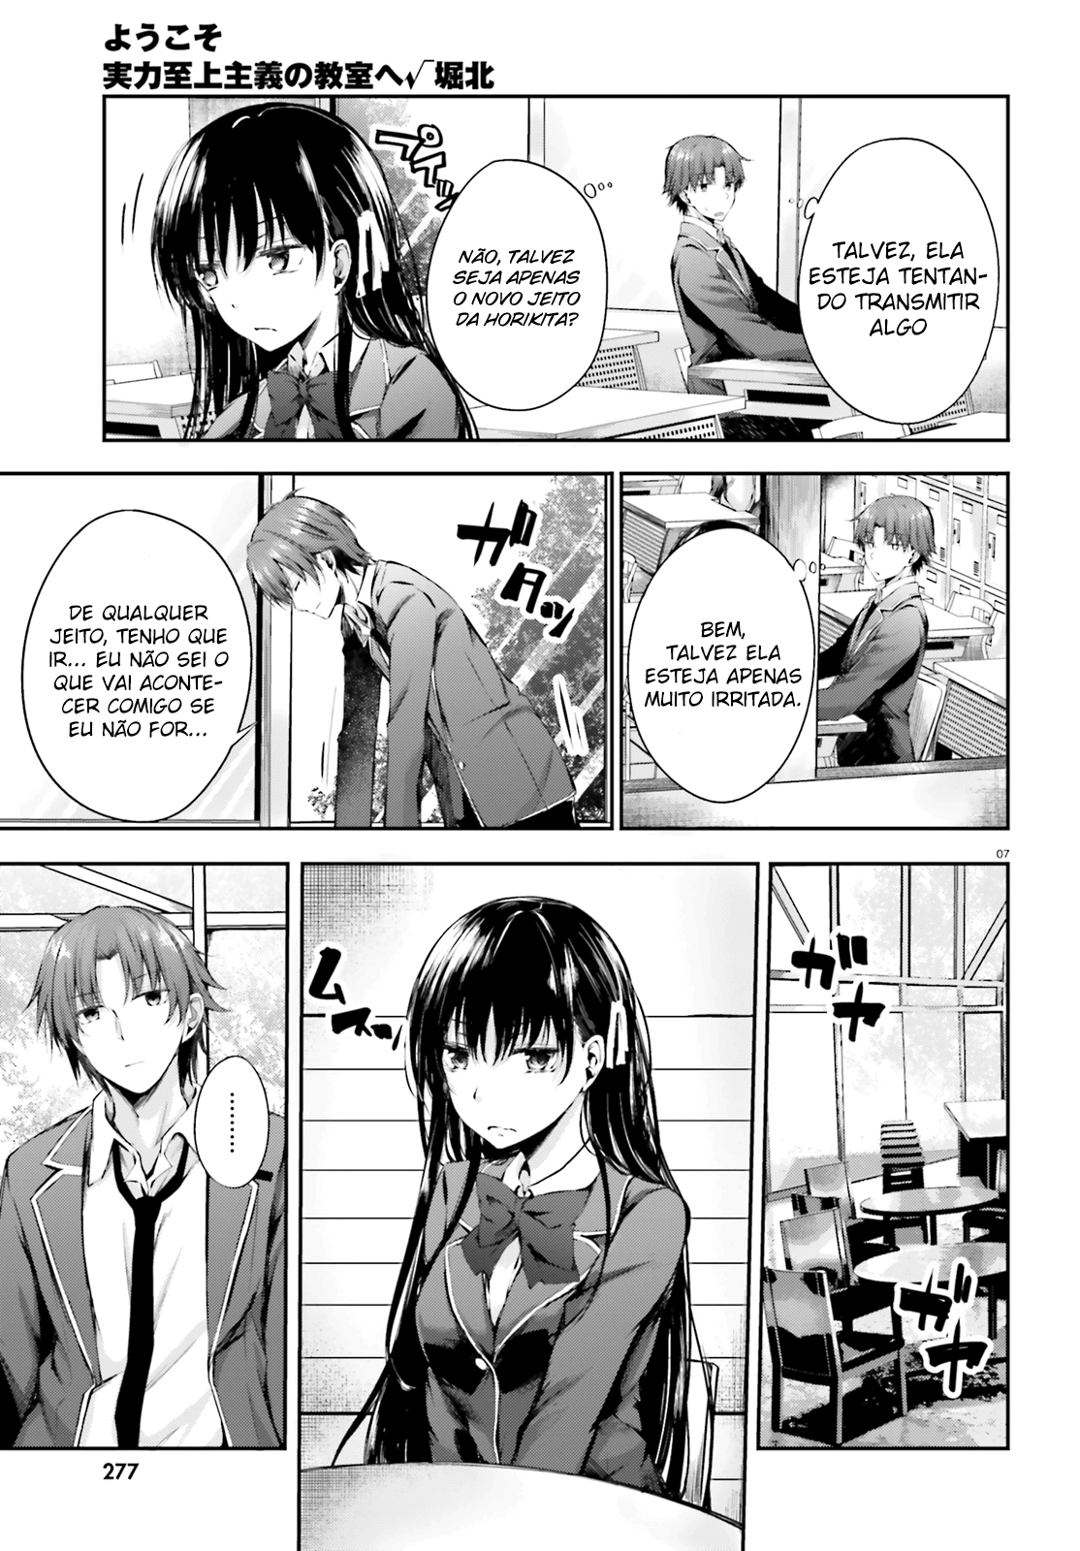 ようこそ
実力至上主義の教室へ√堀北
TALVEZ, ELA
ESTEJA TENTAN-
DO TRANSMITIR
ALGO
NÃO, TALVEZ
SEJA APENAS
O NOVO JEITO
DA HORIKITA?
プイッ
BEM,
TALVEZ ELA
ESTEJA APENAS
MUITO IRRITADA.
ガタッ
DE QUALQUER
JEITO, TENHO QUE
IR... EU NÃO SEI O
QUE VAI ACONTE-
CER COMIGO SE
EU NÃO FOR...
07
ガヤ
ガヤ
ムスッ
........
277